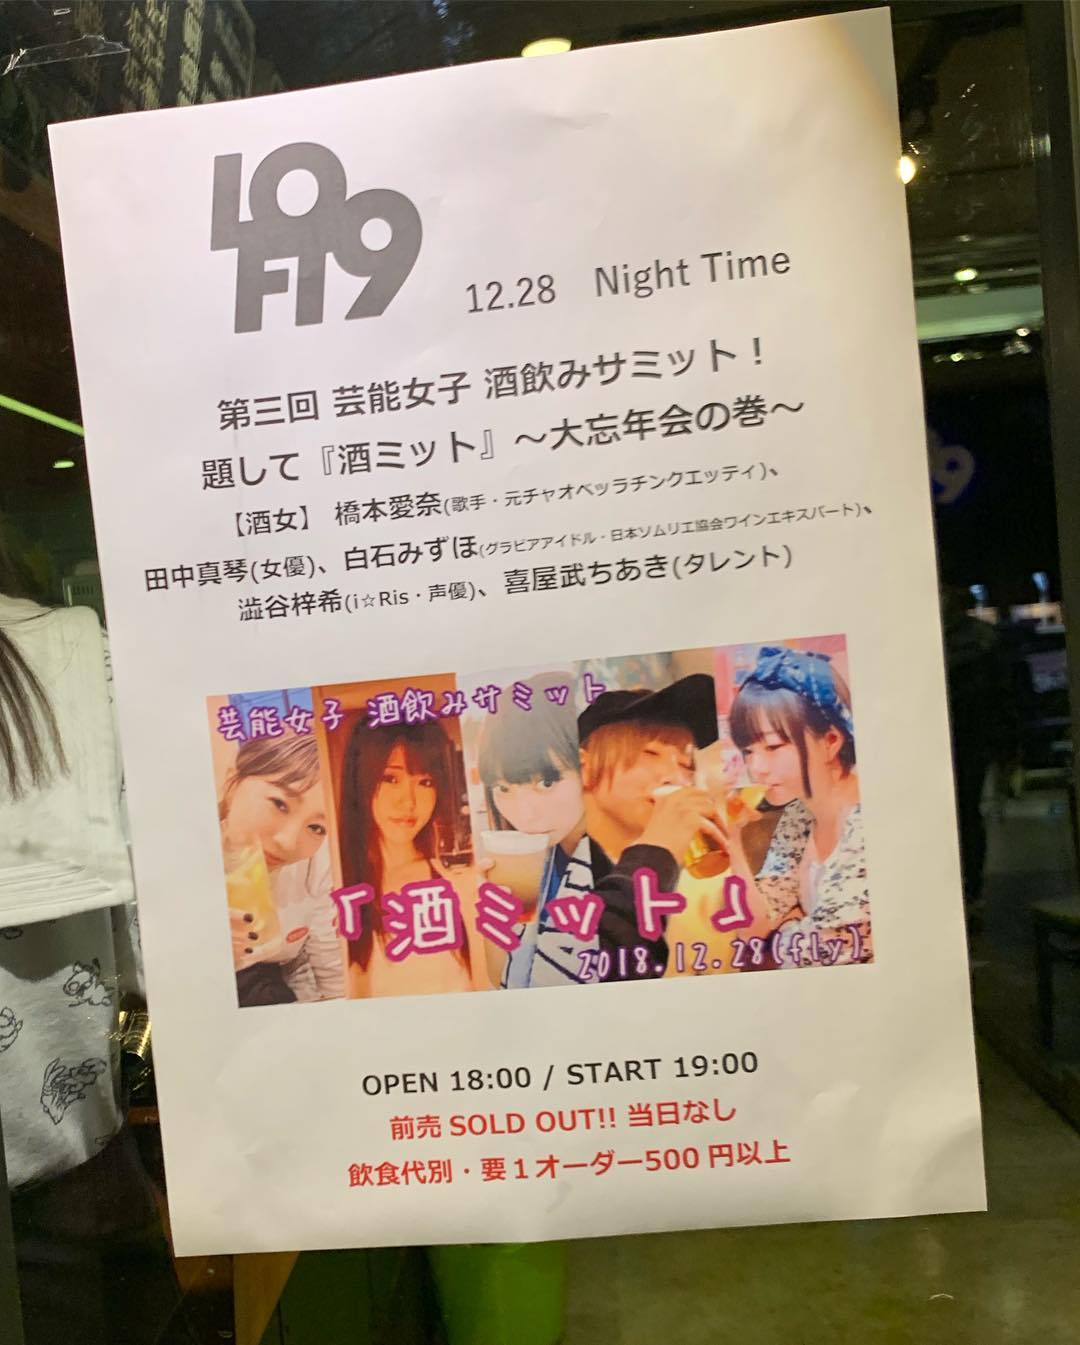 LOFT9
12.28 Night Time
第三回 芸能女子 酒飲みサミット！
題して『酒ミット』～大忘年会の巻～
【酒女】 橋本愛奈(歌手・元チャオベッラチンクエッティ)、
田中真琴(女優)、白石みずほ(グラビアアイドル・日本ソムリエ協会ワインエキスパート)、
澁谷梓希(i☆Ris・声優)、喜屋武ちあき(タレント)
芸能女子 酒飲みサミット
「酒ミット」
2018.12.28(fly)
OPEN 18:00 / START 19:00
前売 SOLD OUT!! 当日なし
飲食代別・要１オーダー500 円以上